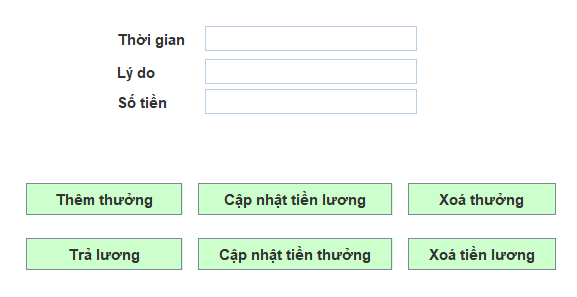 Thời gian
Lý do
Số tiền
Thêm thưởng Cập nhật tiền lương Xoá thưởng
Trả lương Cập nhật tiền thưởng Xoá tiền lương